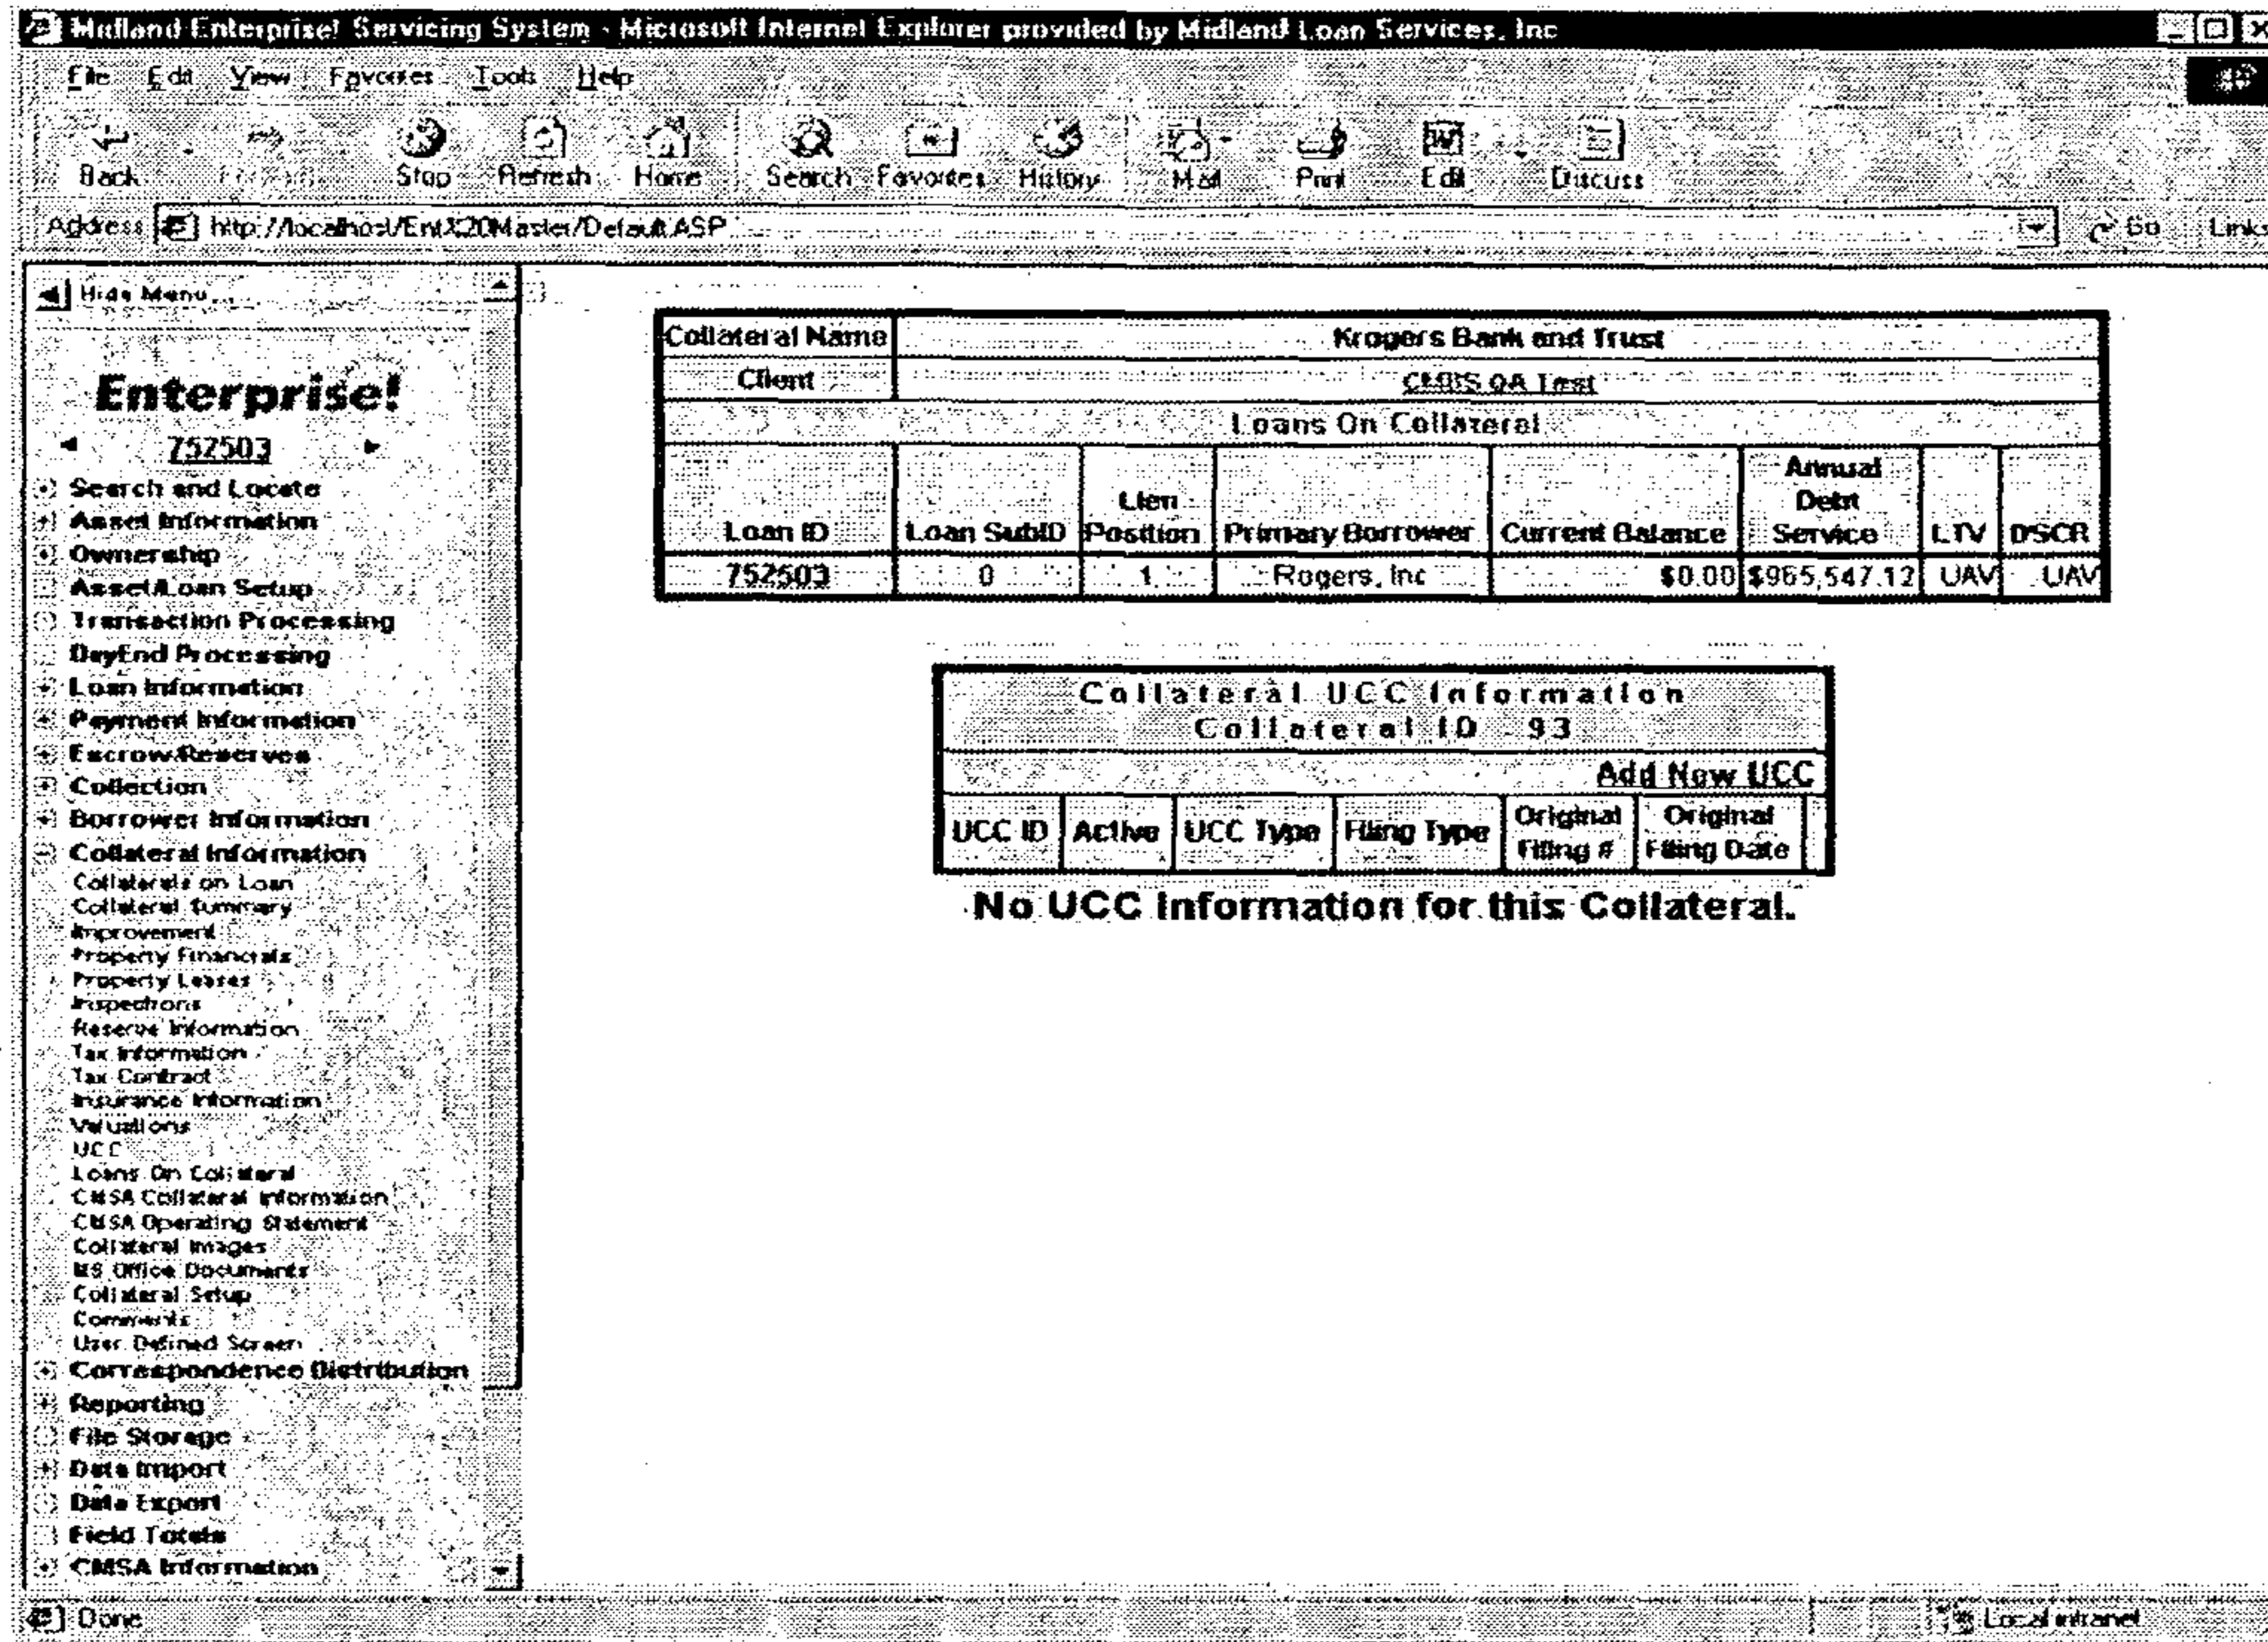 Midland Enterprise! Servicing System - Microsoft Internet Explorer provided by Midland Loan Services, Inc
File Edit View Favorites Tools Help
Back Forward Stop Refresh Home Search Favorites History Mail Print Edit Discuss
Address http://localhost/Ent%20Master/Default.ASP Go Links
Hide Menu
Enterprise!
752503
Search and Locate
Asset Information
Ownership
Asset/Loan Setup
Transaction Processing
DayEnd Processing
Loan Information
Payment Information
Escrow/Reserves
Collection
Borrower Information
Collateral Information
Collaterals on Loan
Collateral Summary
Improvement
Property Financials
Property Leases
Inspections
Reserve Information
Tax Information
Tax Contract
Insurance Information
Valuations
UCC
Loans On Collateral
CMSA Collateral Information
CMSA Operating Statement
Collateral Images
MS Office Documents
Collateral Setup
Comments
User Defined Screen
Correspondence Distribution
Reporting
File Storage
Data Import
Data Export
Field Totals
CMSA Information
Collateral Name Krogers Bank and Trust
Client CMBS QA Test
Loans On Collateral
Loan ID Loan SubID Lien Position Primary Borrower Current Balance Annual Debt Service LTV DSCR
752503 0 1 Rogers, Inc $0.00 $965,547.12 UAV UAV
Collateral UCC Information
Collateral ID - 93
Add New UCC
UCC ID Active UCC Type Filing Type Original Filing # Original Filing Date
No UCC Information for this Collateral.
Done Local intranet